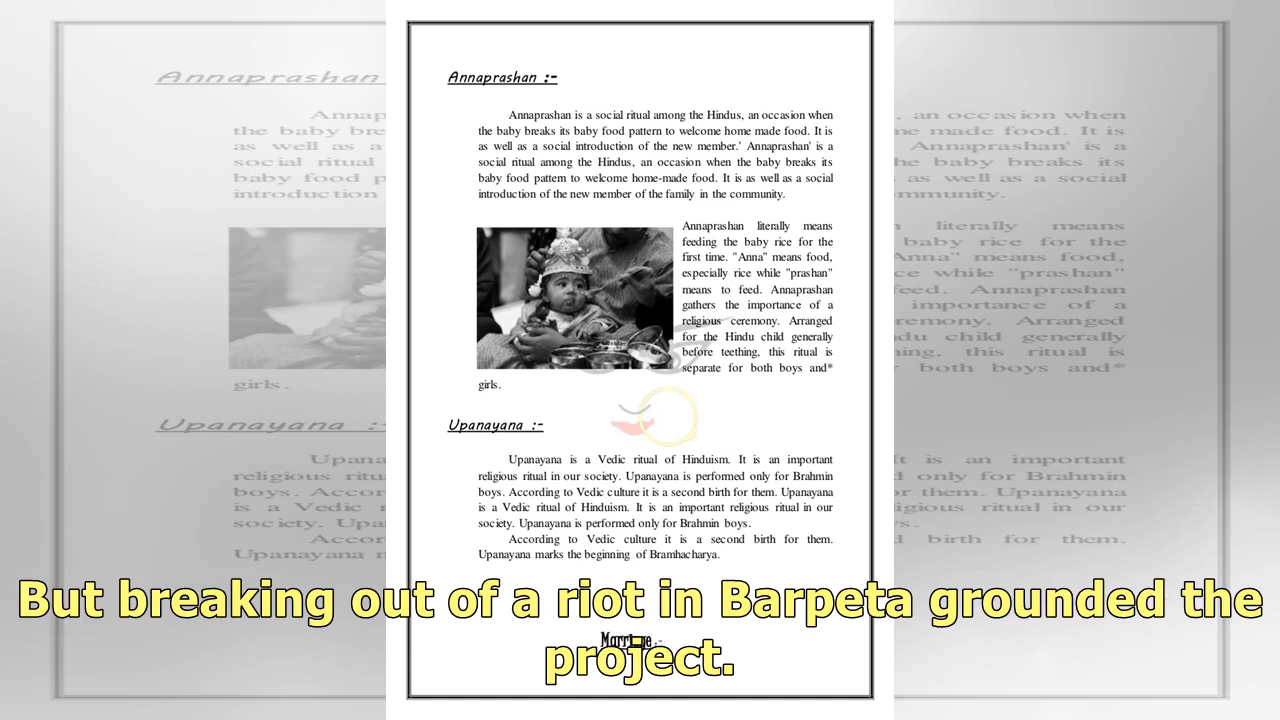 Annaprashan :-
Annaprashan is a social ritual among the Hindus, an occasion when
the baby breaks its baby food pattern to welcome home made food. It is
as well as a social introduction of the new member.' Annaprashan' is a
social ritual among the Hindus, an occasion when the baby breaks its
baby food pattern to welcome home-made food. It is as well as a social
introduction of the new member of the family in the community.
Annaprashan literally means
feeding the baby rice for the
first time. "Anna" means food,
especially rice while "prashan"
means to feed. Annaprashan
gathers the importance of a
religious ceremony. Arranged
for the Hindu child generally
before teething, this ritual is
separate for both boys and*
girls.
Upanayana :-
Upanayana is a Vedic ritual of Hinduism. It is an important
religious ritual in our society. Upanayana is performed only for Brahmin
boys. According to Vedic culture it is a second birth for them. Upanayana
is a Vedic ritual of Hinduism. It is an important religious ritual in our
society. Upanayana is performed only for Brahmin boys.
According to Vedic culture it is a second birth for them.
Upanayana marks the beginning of Bramhacharya.
But breaking out of a riot in Barpeta grounded the
project.